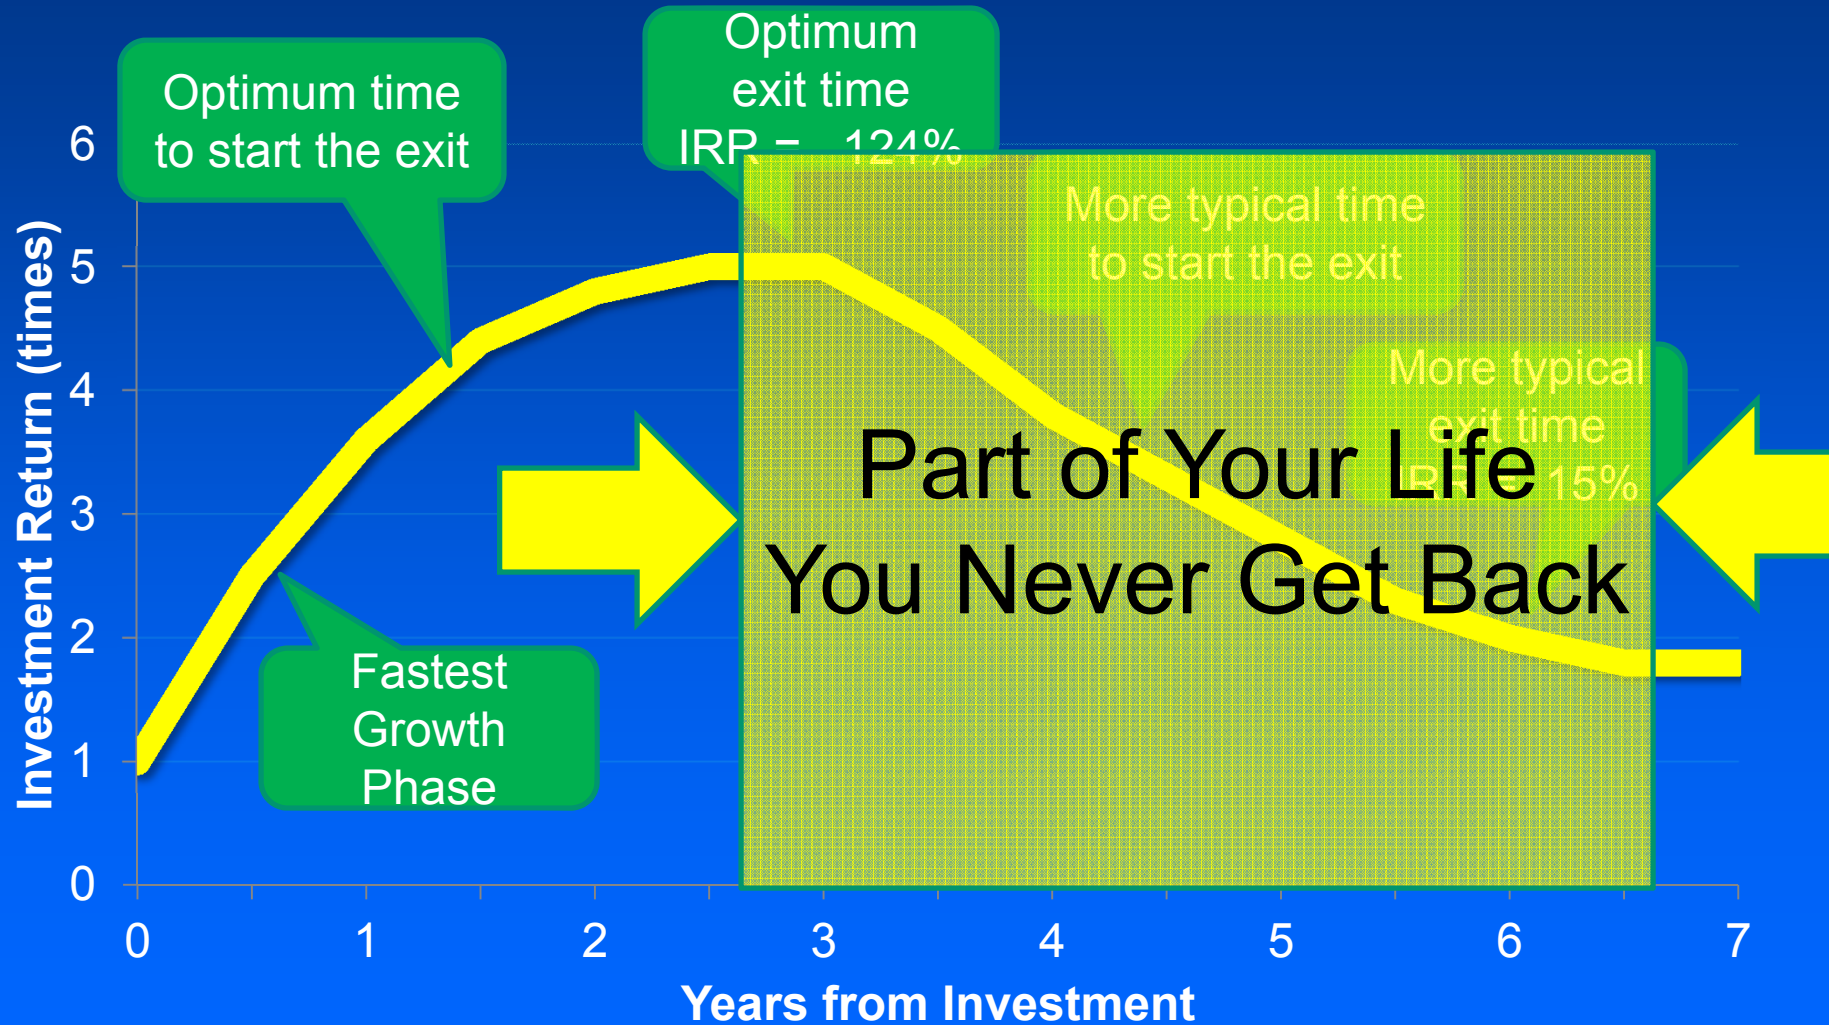 Optimum
exit time
IRR = 124%
Optimum time
to start the exit
More typical time
to start the exit
More typical
exit time
IRR = 15%
Part of Your Life
You Never Get Back
Fastest
Growth
Phase
Investment Return (times)
6
5
4
3
2
1
0
0 1 2 3 4 5 6 7
Years from Investment